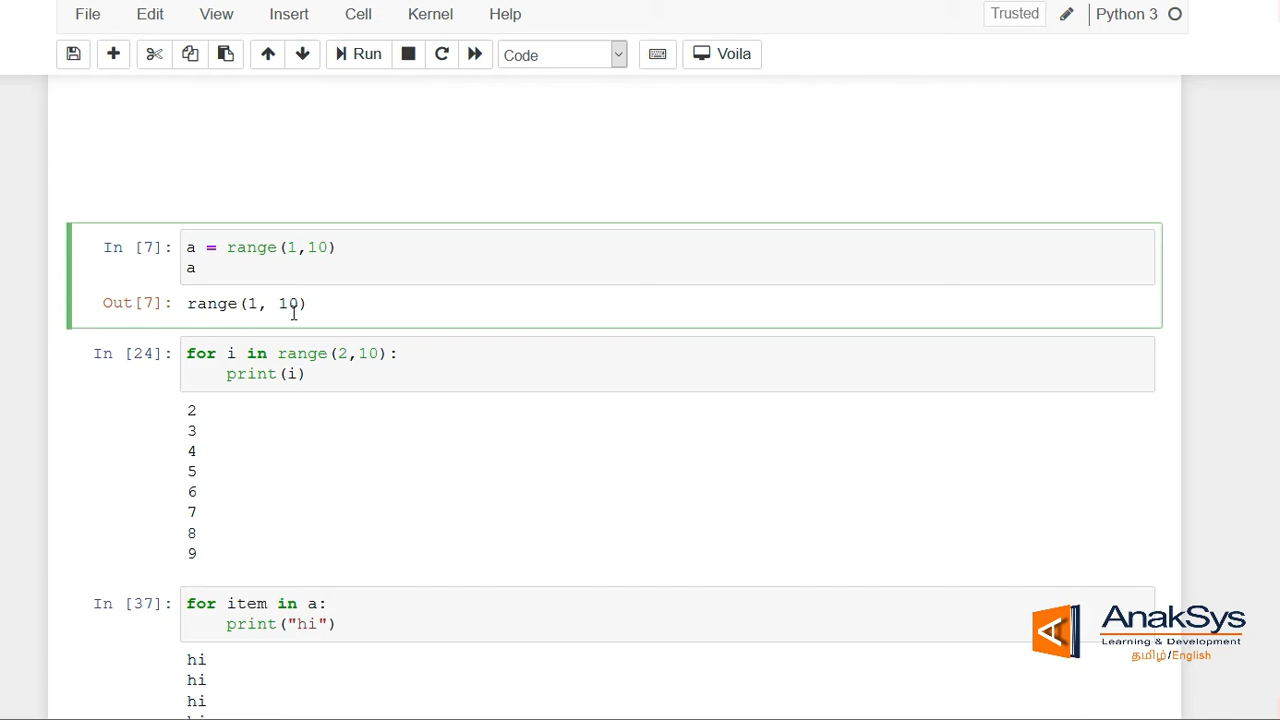 File Edit View Insert Cell Kernel Help Trusted Python 3
Run Code Voila
In [7]: a = range(1,10)
a
Out[7]: range(1, 10)
In [24]: for i in range(2,10):
print(i)
2
3
4
5
6
7
8
9
In [37]: for item in a:
print("hi")
hi
hi
hi
AnakSys
Learning & Development
தமிழ்/English